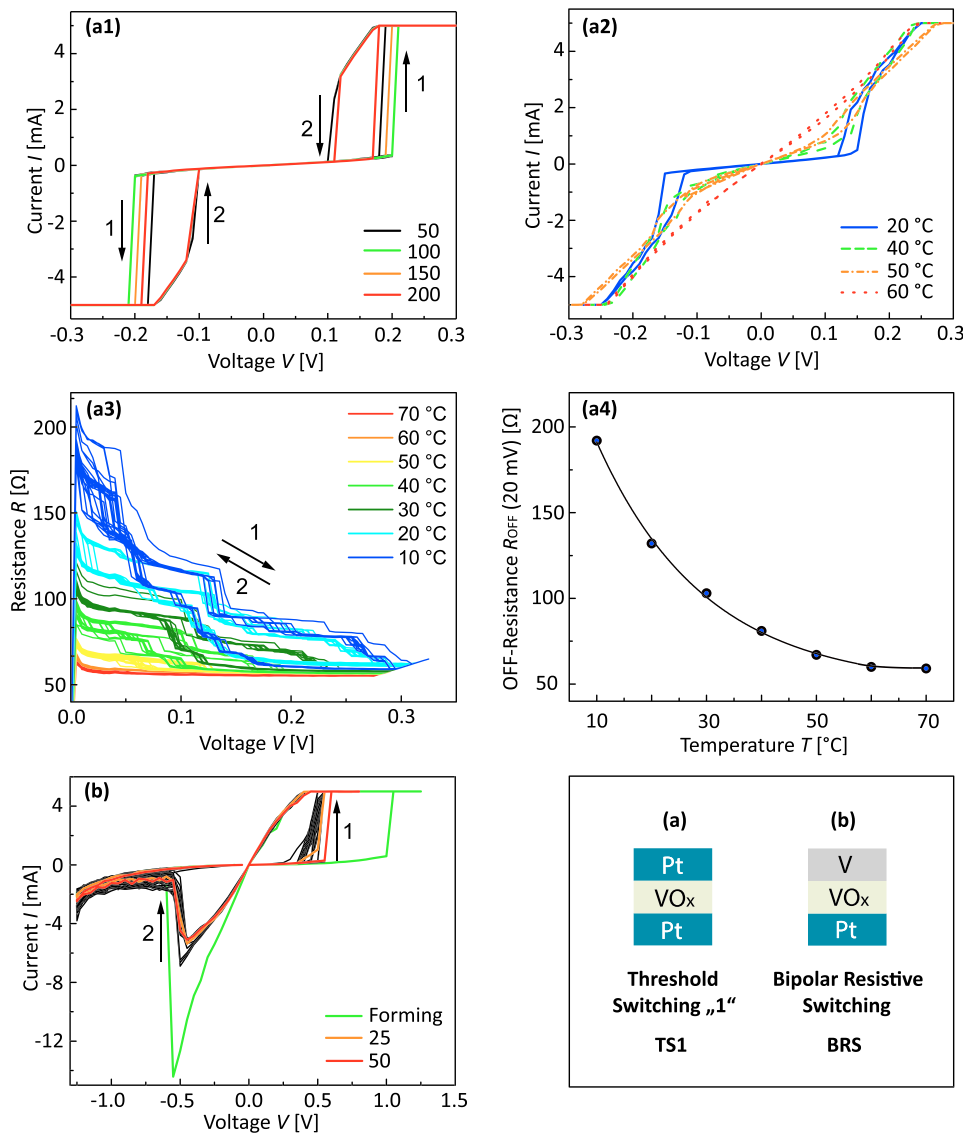 (a1)
Current I [mA]
4
2
0
-2
-4
1
2
1
2
50
100
150
200
-0.3 -0.2 -0.1 0.0 0.1 0.2 0.3
Voltage V [V]
(a2)
Current I [mA]
4
2
0
-2
-4
20 °C
40 °C
50 °C
60 °C
-0.3 -0.2 -0.1 0.0 0.1 0.2 0.3
Voltage V [V]
(a3)
Resistance R [Ω]
200
150
100
50
70 °C
60 °C
50 °C
40 °C
30 °C
20 °C
10 °C
1
2
0.0 0.1 0.2 0.3
Voltage V [V]
(a4)
OFF-Resistance ROFF (20 mV) [Ω]
200
150
100
50
10 30 50 70
Temperature T [°C]
(b)
Current I [mA]
4
0
-4
-8
-12
1
2
Forming
25
50
-1.0 -0.5 0.0 0.5 1.0 1.5
Voltage V [V]
(a) (b)
Pt V
VOx VOx
Pt Pt
Threshold Bipolar Resistive
Switching „1“ Switching
TS1 BRS